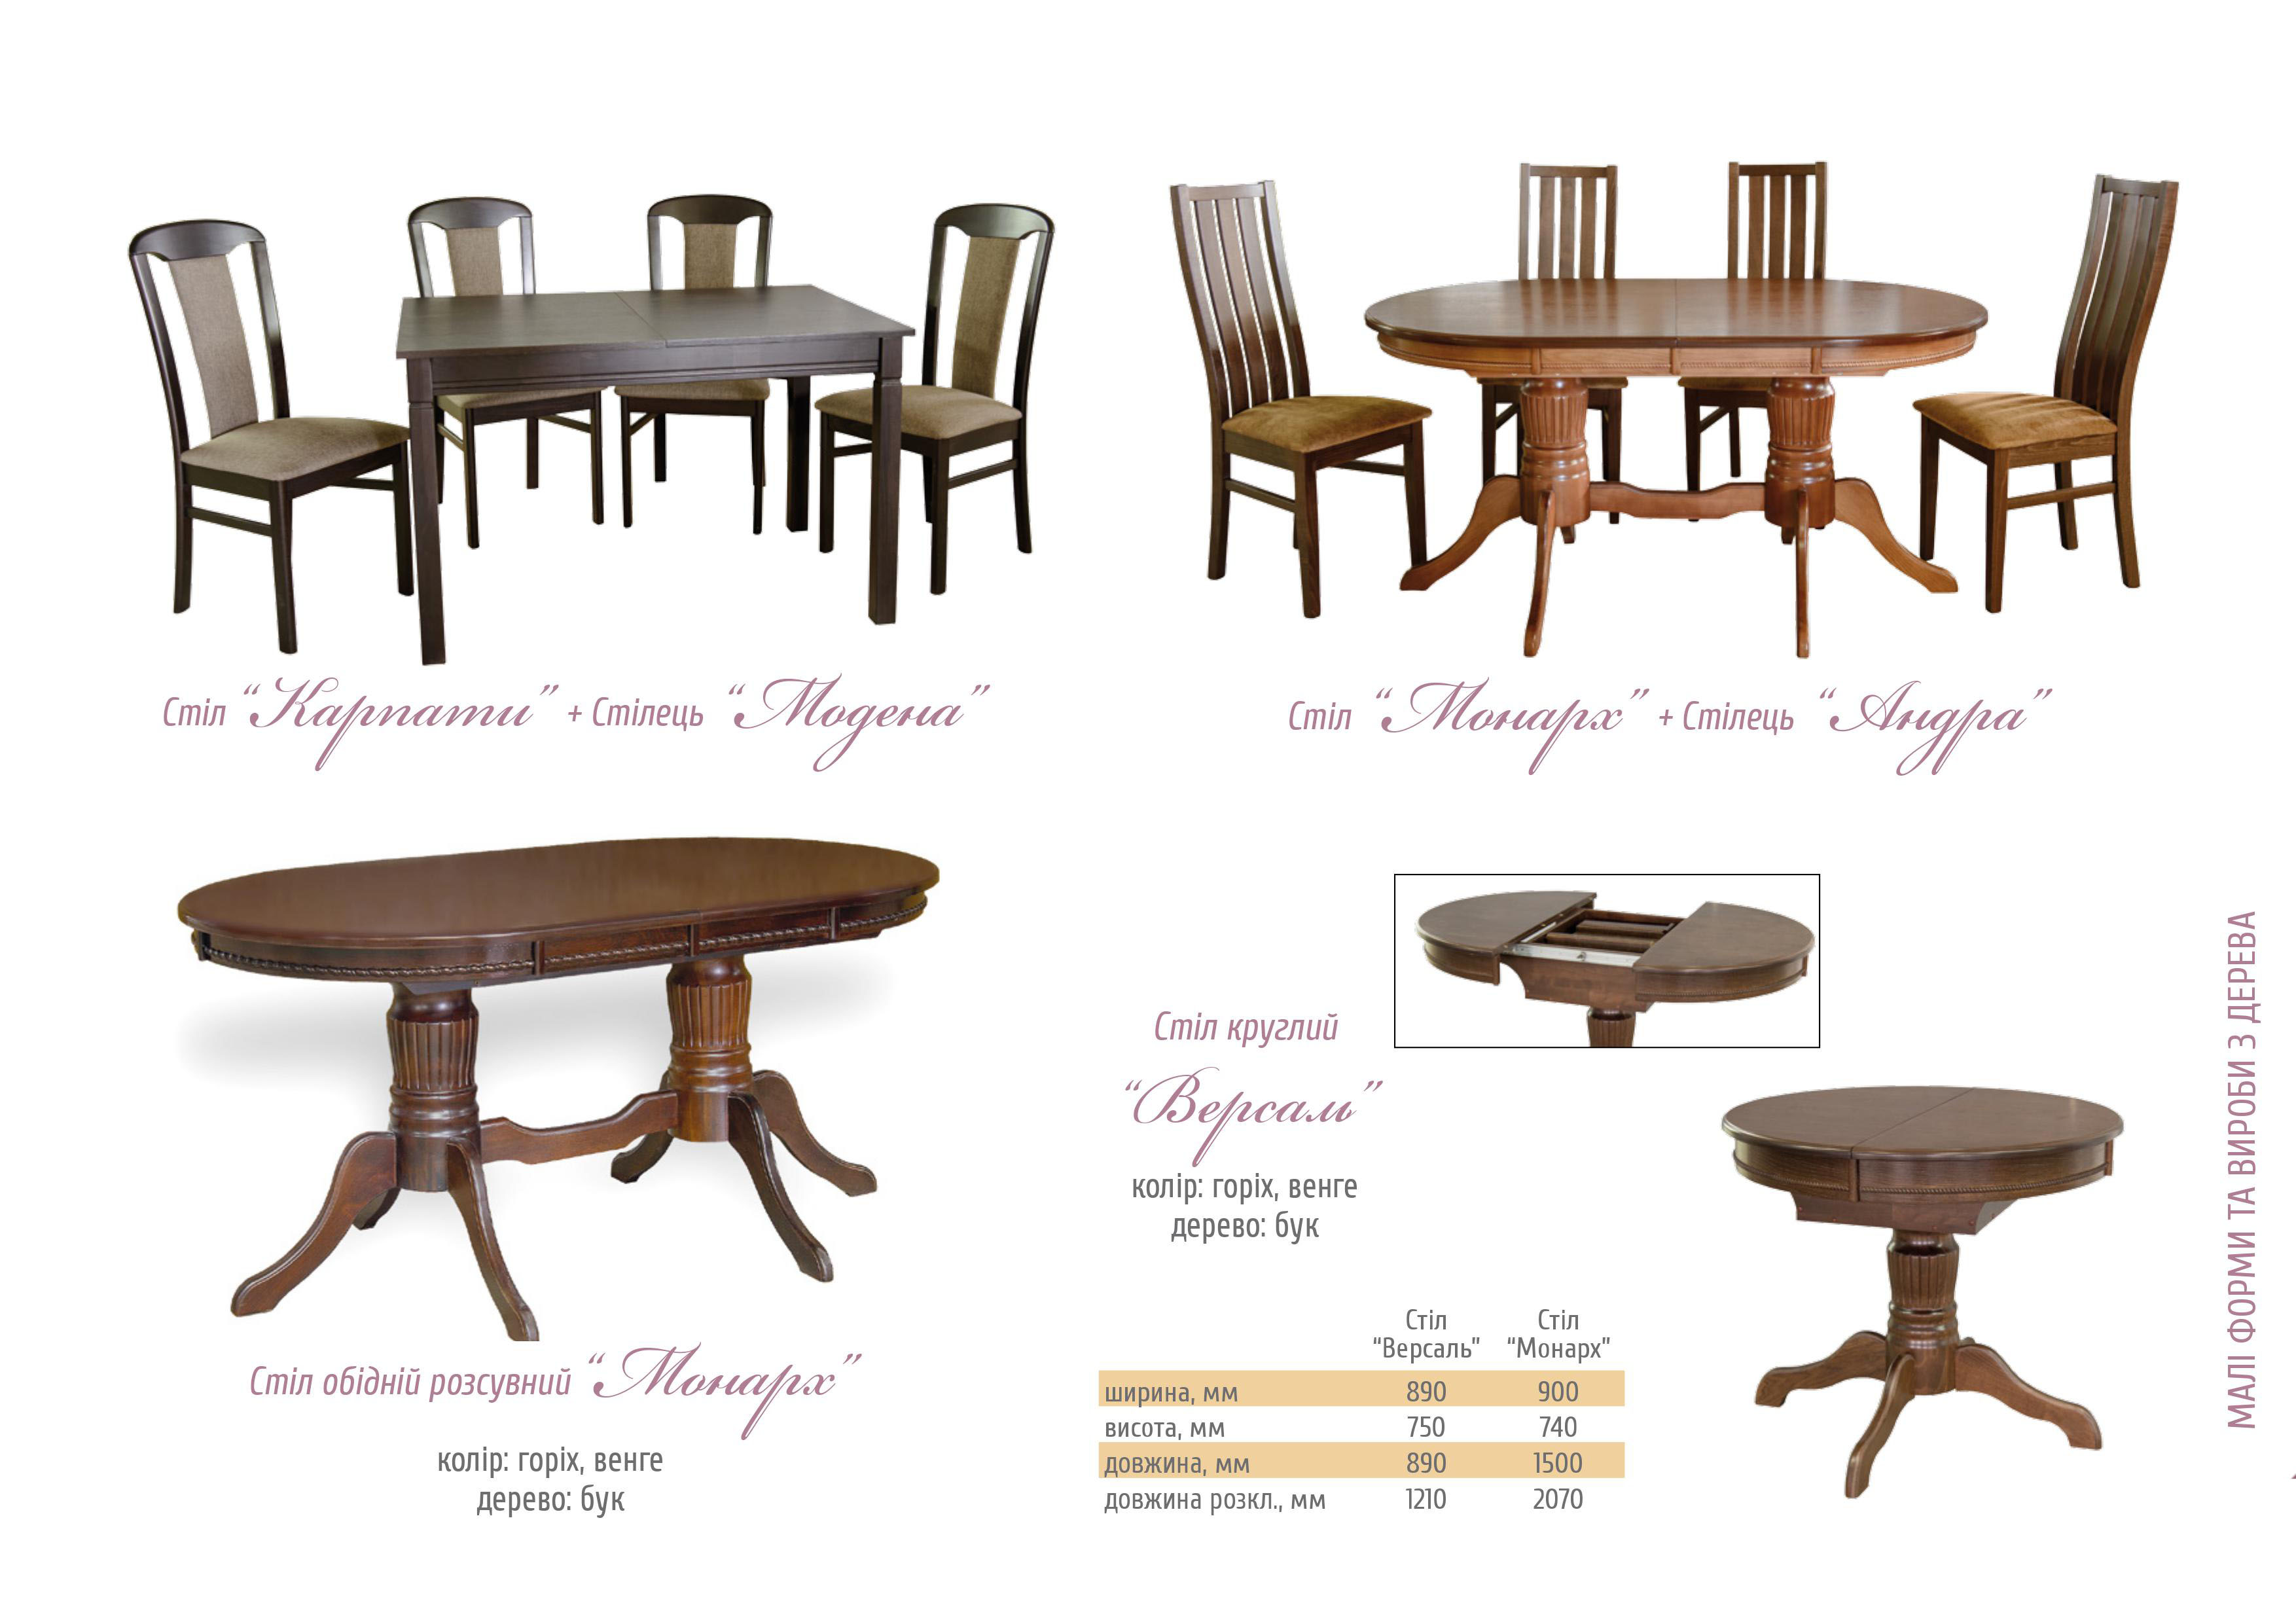 Стіл “Карпати” + Стілець “Модена”
Стіл “Монарх” + Стілець “Андра”
Стіл обідній розсувний “Монарх”
колір: горіх, венге
дерево: бук
Стіл круглий
“Версаль”
колір: горіх, венге
дерево: бук
Стіл “Версаль” Стіл “Монарх”
ширина, мм 890 900
висота, мм 750 740
довжина, мм 890 1500
довжина розкл., мм 1210 2070
МАЛІ ФОРМИ ТА ВИРОБИ З ДЕРЕВА